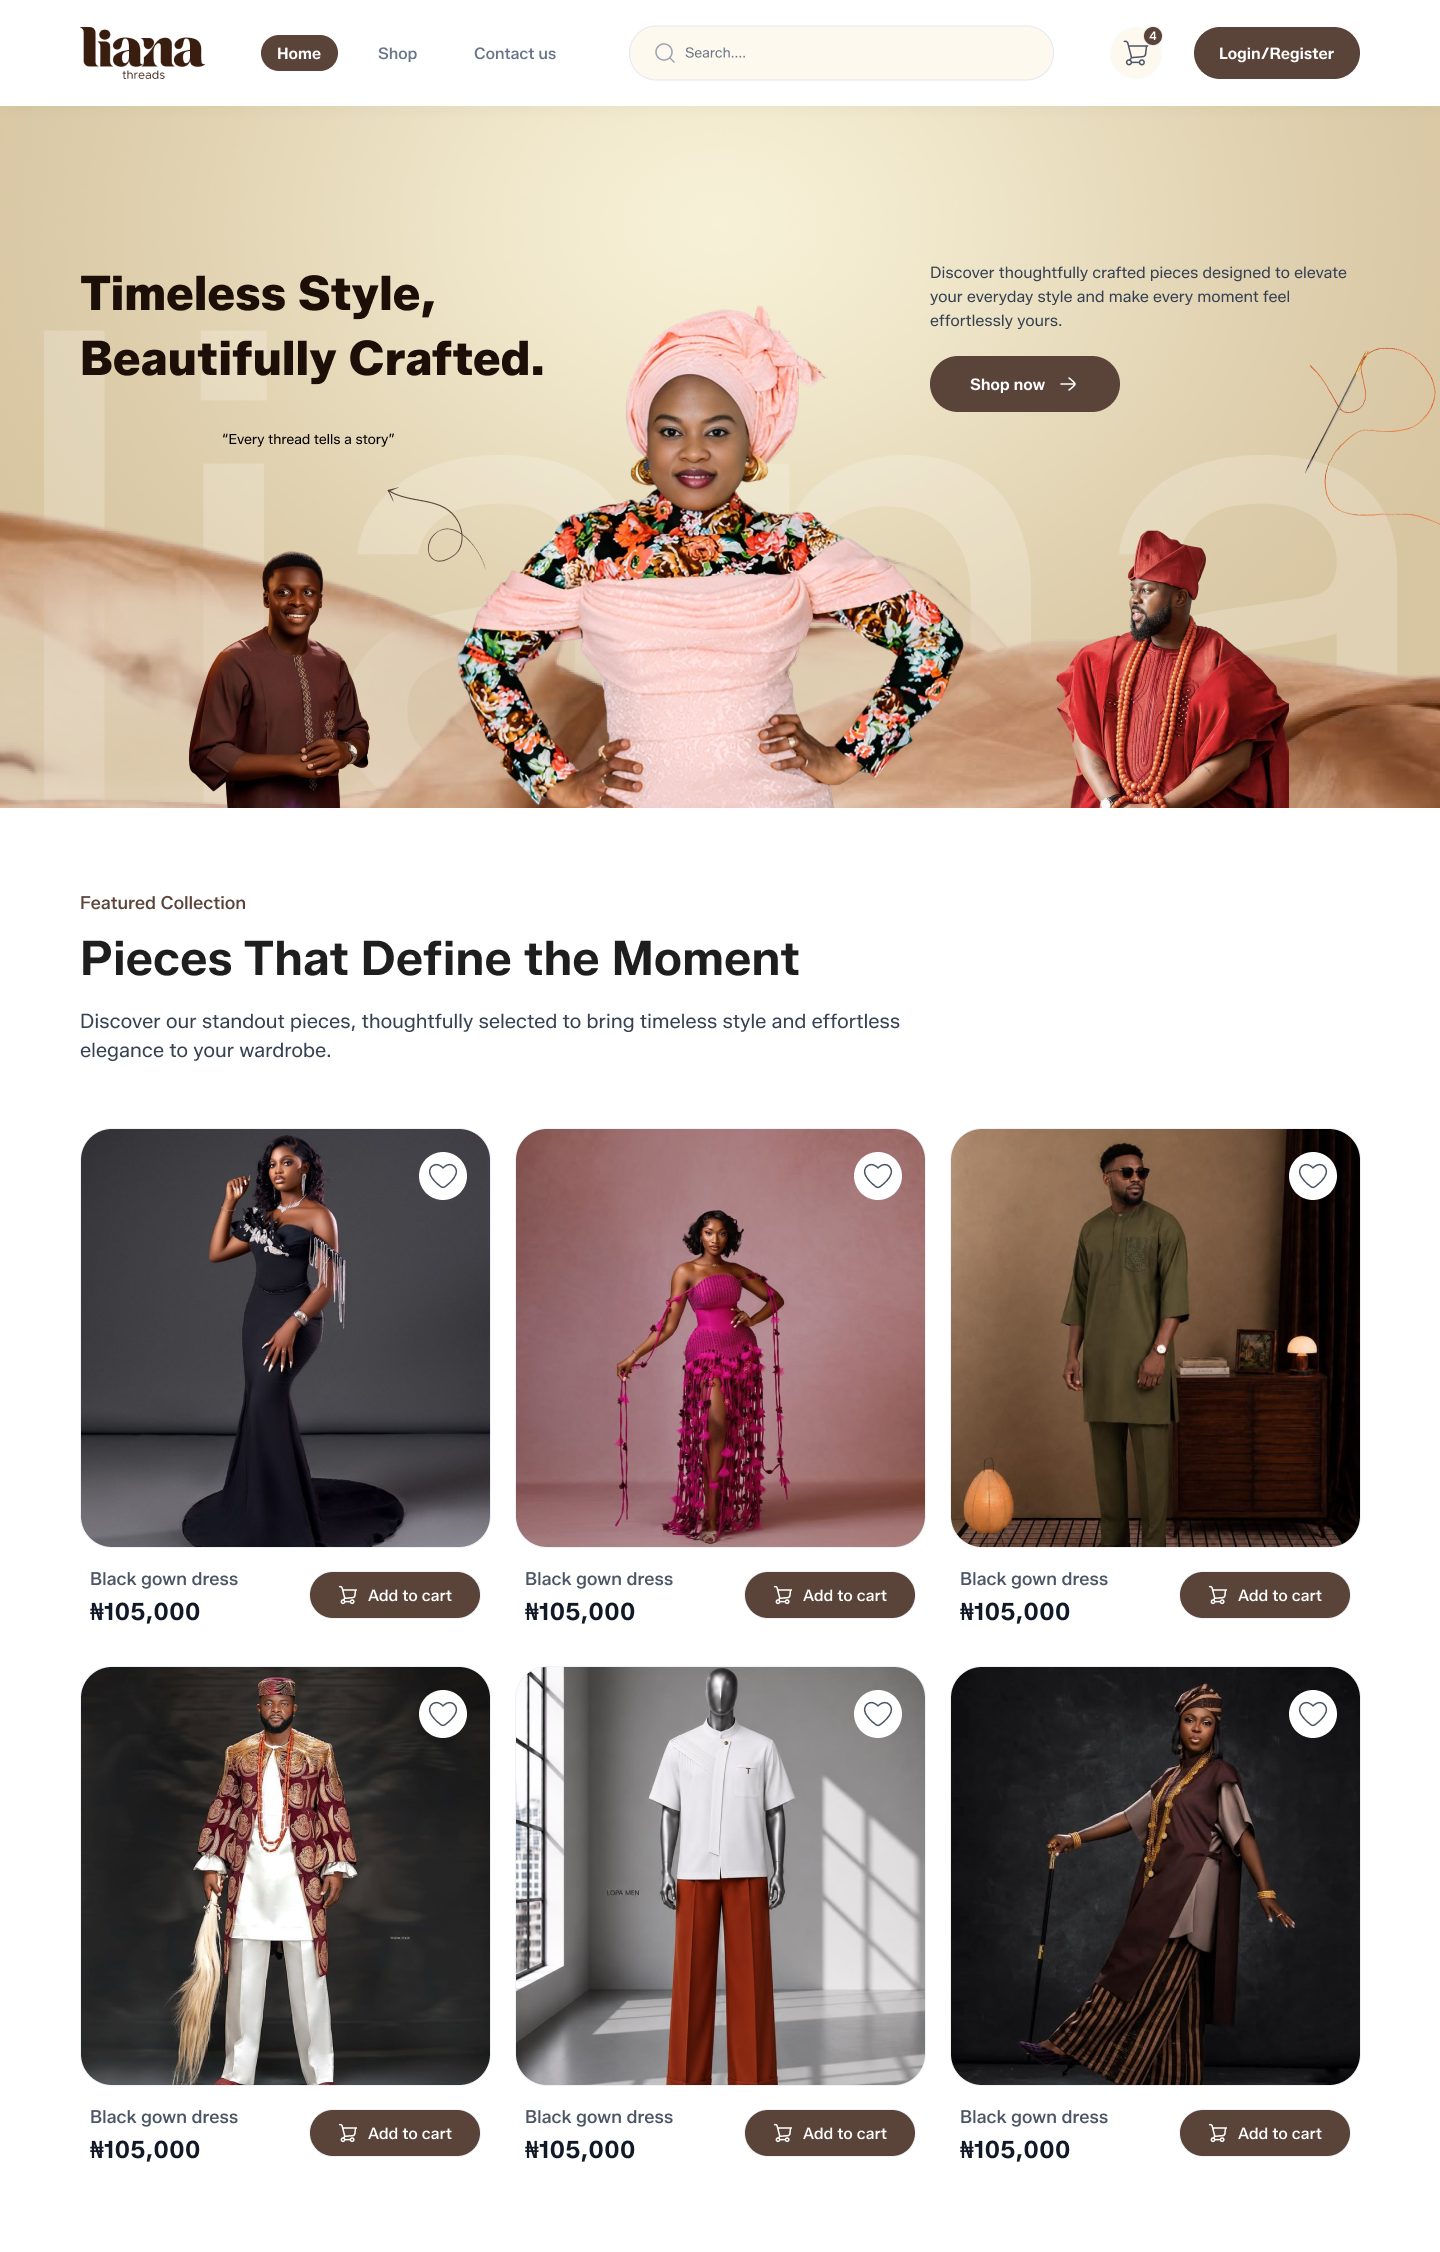 liana
threads
Home
Shop
Contact us
Search....
4
Login/Register
liana
Timeless Style,
Beautifully Crafted.
"Every thread tells a story"
Discover thoughtfully crafted pieces designed to elevate
your everyday style and make every moment feel
effortlessly yours.
Shop now
Featured Collection
Pieces That Define the Moment
Discover our standout pieces, thoughtfully selected to bring timeless style and effortless
elegance to your wardrobe.
Black gown dress
₦105,000
Add to cart
Black gown dress
₦105,000
Add to cart
Black gown dress
₦105,000
Add to cart
LOPA MEN
Black gown dress
₦105,000
Add to cart
Black gown dress
₦105,000
Add to cart
Black gown dress
₦105,000
Add to cart